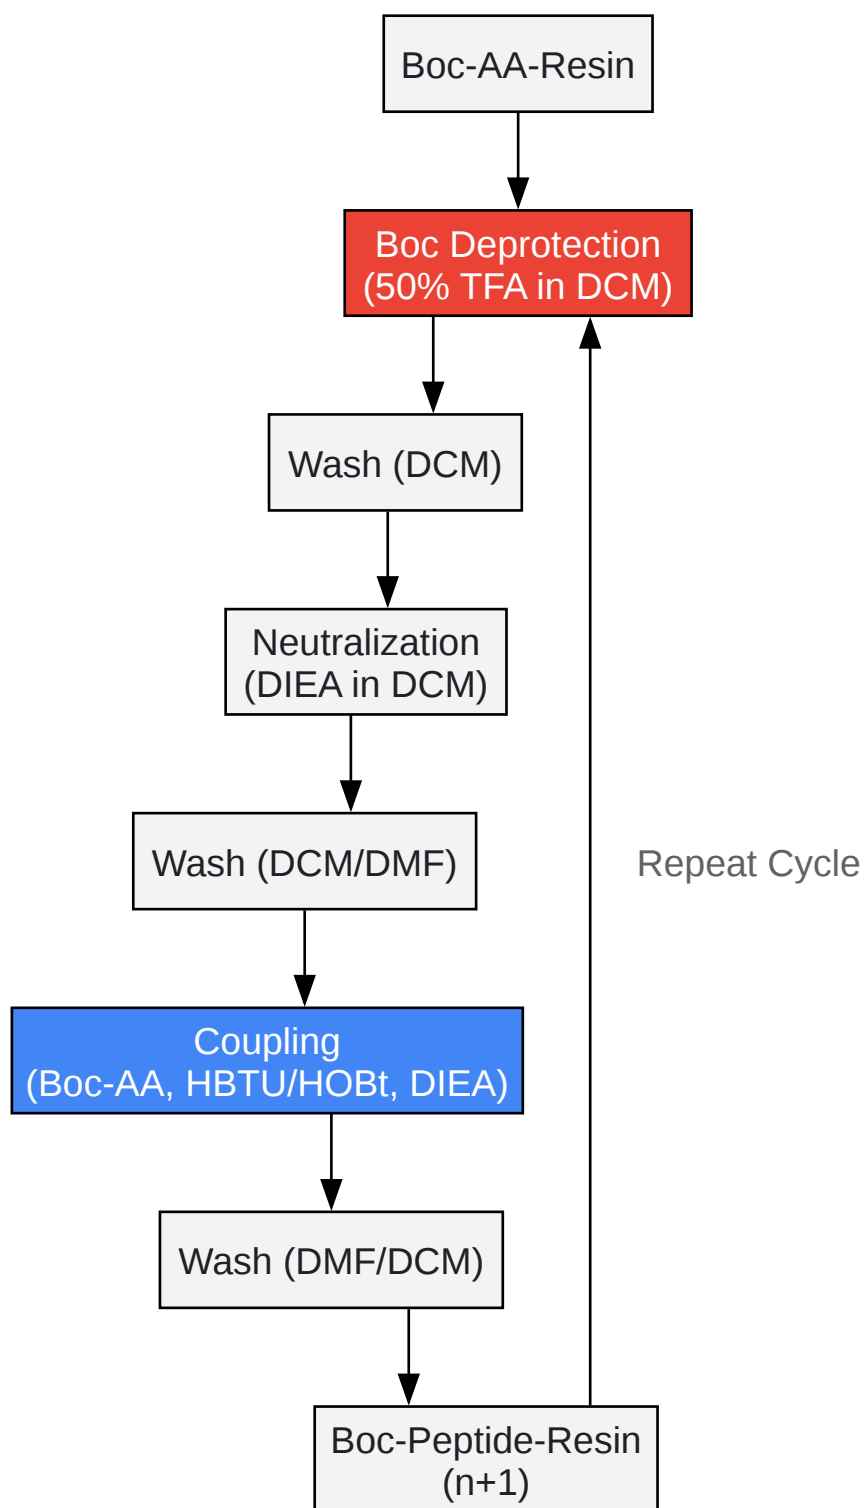 Boc-AA-Resin
Boc Deprotection
(50% TFA in DCM)
Wash (DCM)
Neutralization
(DIEA in DCM)
Wash (DCM/DMF)
Repeat Cycle
Coupling
(Boc-AA, HBTU/HOBt, DIEA)
Wash (DMF/DCM)
Boc-Peptide-Resin
(n+1)